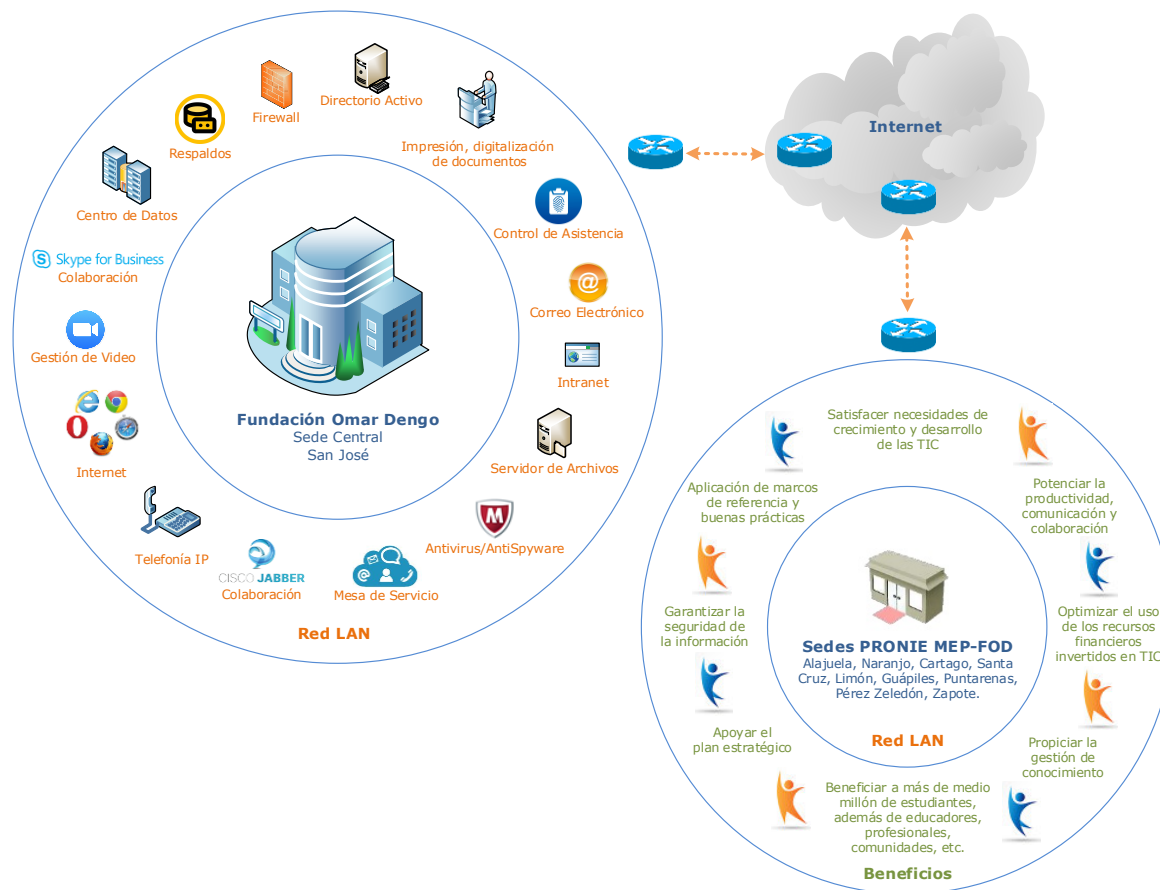 Directorio Activo
Firewall
Impresión, digitalización
de documentos
Respaldos
Centro de Datos
Control de Asistencia
S Skype for Business
Colaboración
@
Correo Electrónico
Gestión de Video
Intranet
Internet
Fundación Omar Dengo
Sede Central
San José
Servidor de Archivos
Telefonía IP
M
Antivirus/AntiSpyware
CISCO JABBER
Colaboración
@
Mesa de Servicio
Red LAN
Internet
Satisfacer necesidades de
crecimiento y desarrollo
de las TIC
Aplicación de marcos
de referencia y
buenas prácticas
Potenciar la
productividad,
comunicación y
colaboración
Garantizar la
seguridad de
la información
Optimizar el uso
de los recursos
financieros
invertidos en TIC
Sedes PRONIE MEP-FOD
Alajuela, Naranjo, Cartago, Santa
Cruz, Limón, Guápiles, Puntarenas,
Pérez Zeledón, Zapote.
Red LAN
Apoyar el
plan estratégico
Propiciar la
gestión de
conocimiento
Beneficiar a más de medio
millón de estudiantes,
además de educadores,
profesionales,
comunidades, etc.
Beneficios